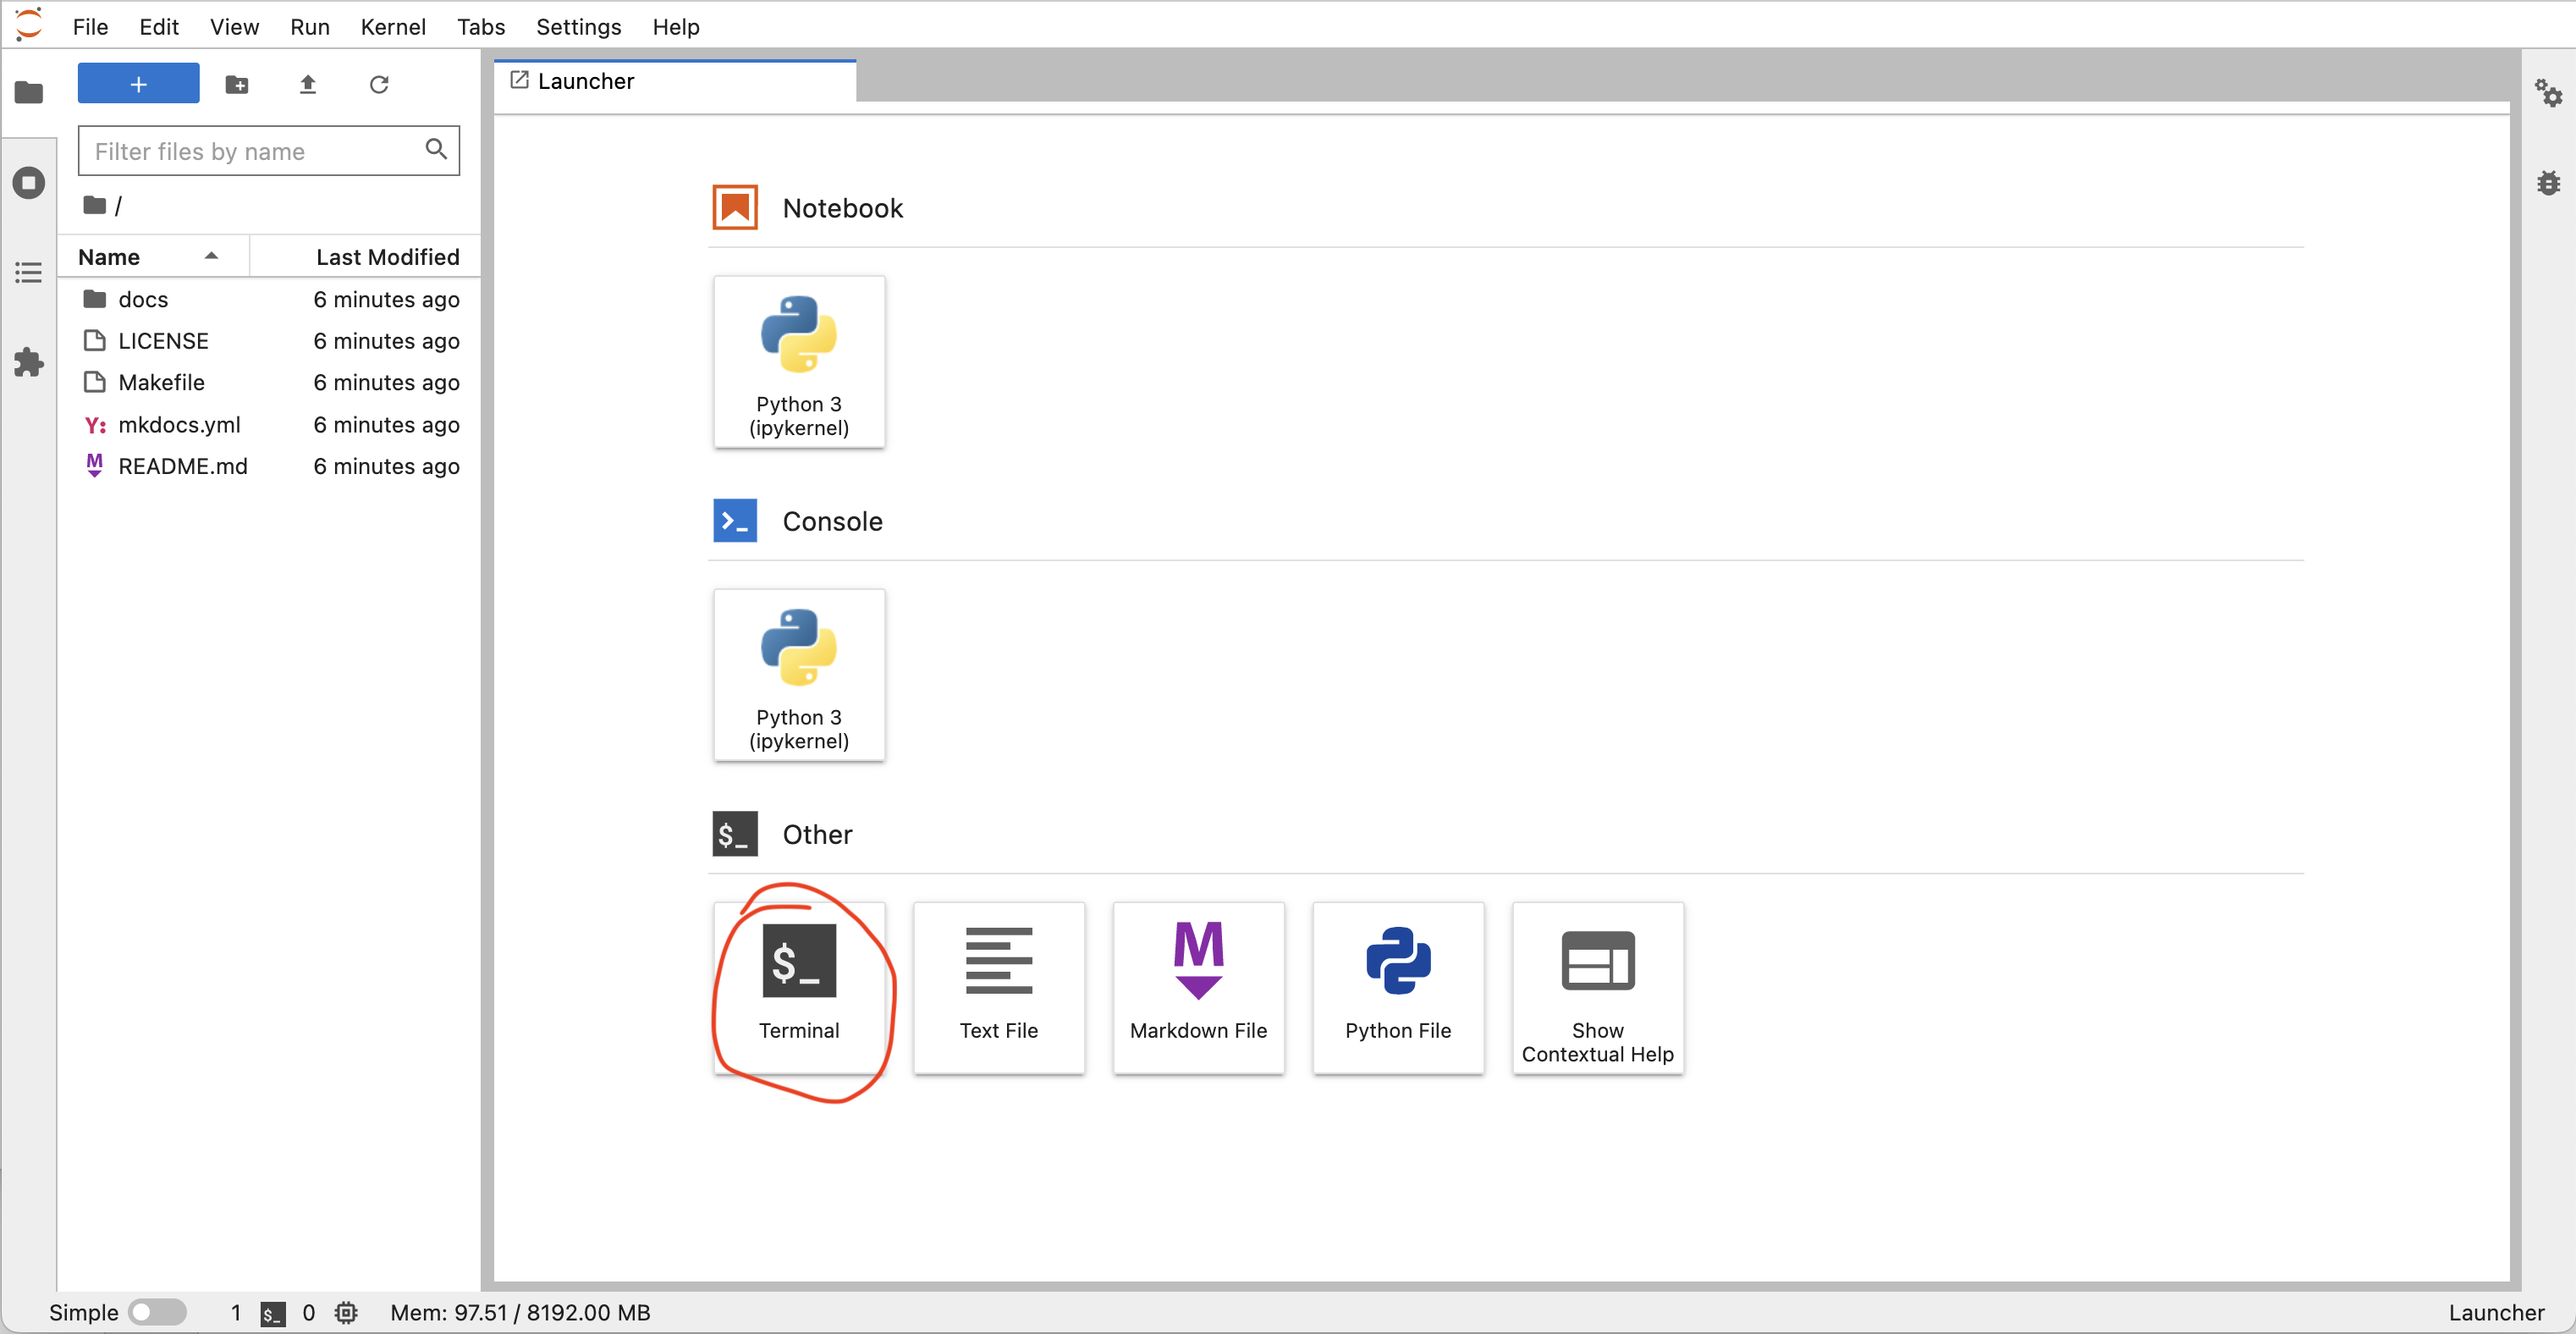 File Edit View Run Kernel Tabs Settings Help
+
Filter files by name
/
Name Last Modified
docs 6 minutes ago
LICENSE 6 minutes ago
Makefile 6 minutes ago
Y: mkdocs.yml 6 minutes ago
M README.md 6 minutes ago
Launcher
Notebook
Python 3
(ipykernel)
>_ Console
Python 3
(ipykernel)
$_ Other
$_
Terminal
Text File
M
Markdown File
Python File
Show
Contextual Help
Simple 1 $_ 0 Mem: 97.51 / 8192.00 MB
Launcher